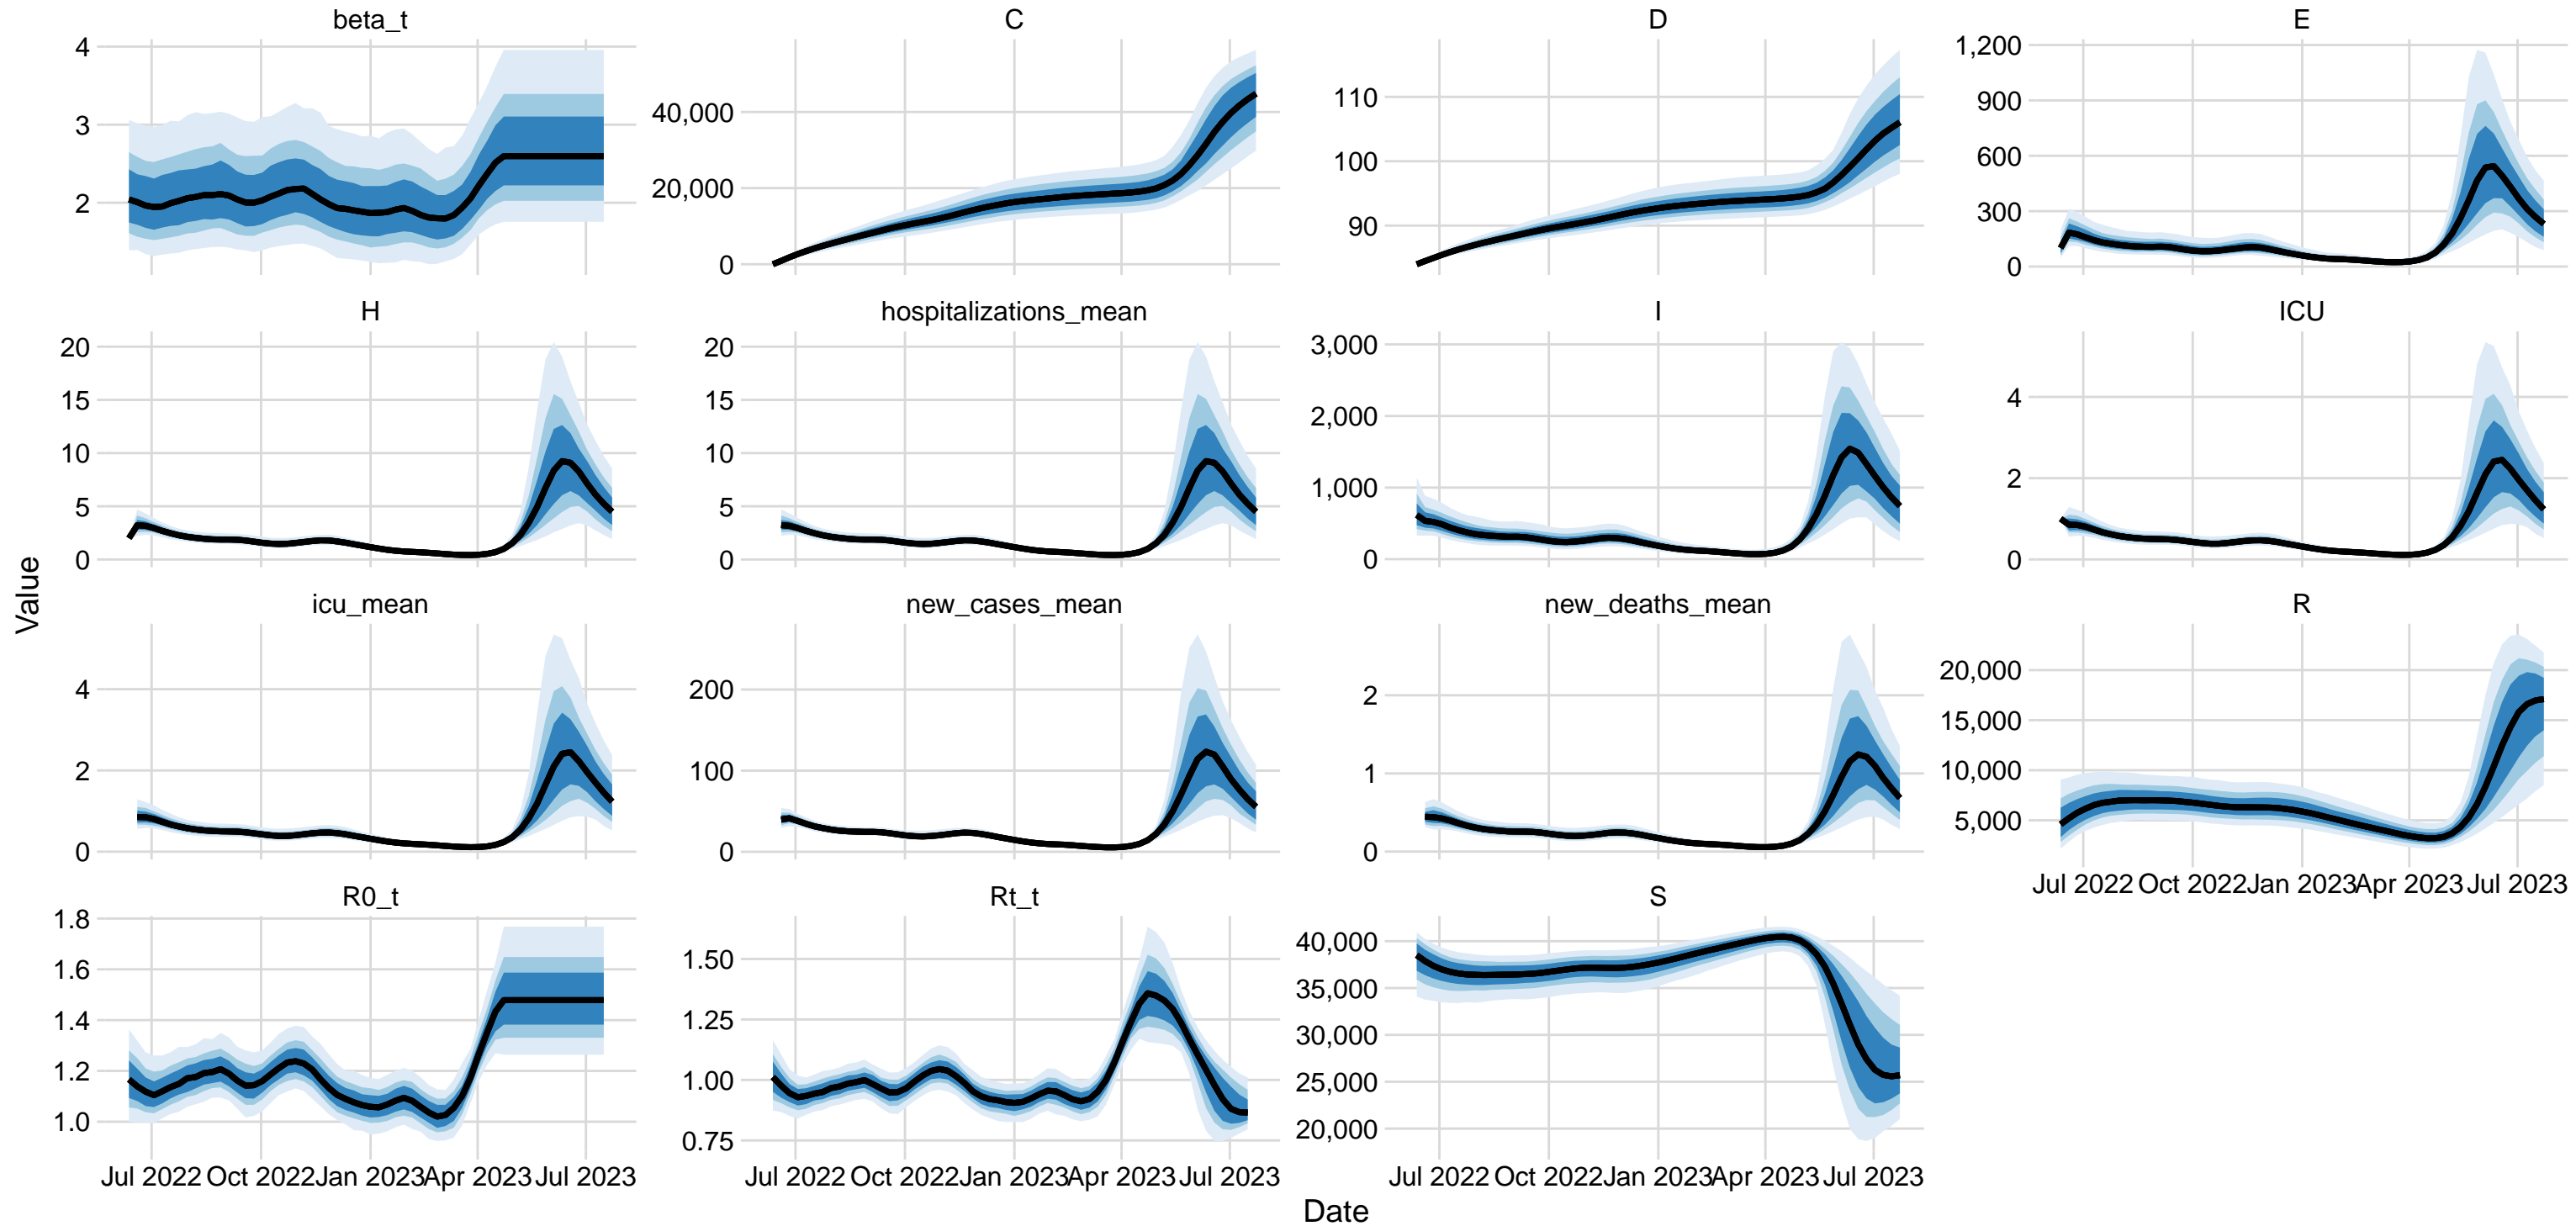 beta_t
C
D
E
4
3
2
40,000
20,000
0
110
100
90
1,200
900
600
300
0
H
hospitalizations_mean
I
ICU
20
15
10
5
0
20
15
10
5
0
3,000
2,000
1,000
0
4
2
0
icu_mean
new_cases_mean
new_deaths_mean
R
4
2
0
200
100
0
2
1
0
20,000
15,000
10,000
5,000
Jul 2022 Oct 2022 Jan 2023 Apr 2023 Jul 2023
R0_t
Rt_t
S
1.8
1.6
1.4
1.2
1.0
1.50
1.25
1.00
0.75
40,000
35,000
30,000
25,000
20,000
Jul 2022 Oct 2022 Jan 2023 Apr 2023 Jul 2023
Jul 2022 Oct 2022 Jan 2023 Apr 2023 Jul 2023
Jul 2022 Oct 2022 Jan 2023 Apr 2023 Jul 2023
Value
Date